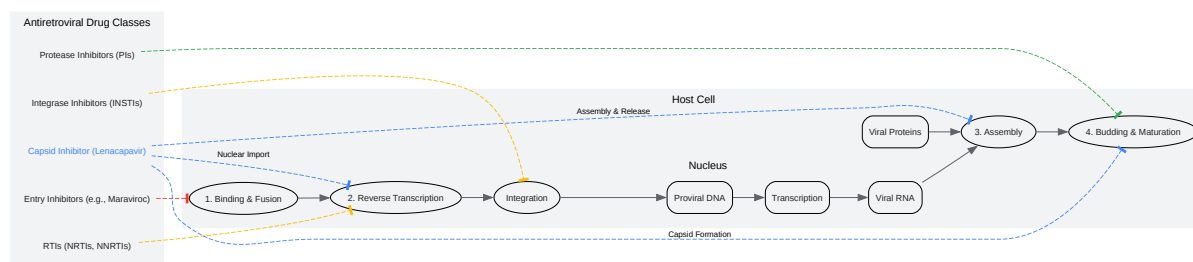 Antiretroviral Drug Classes
Protease Inhibitors (PIs)
Integrase Inhibitors (INSTIs)
Host Cell
Assembly & Release
Viral Proteins
3. Assembly
4. Budding & Maturation
Capsid Inhibitor (Lenacapavir)
Nuclear Import
Nucleus
Entry Inhibitors (e.g., Maraviroc)
1. Binding & Fusion
2. Reverse Transcription
Integration
Proviral DNA
Transcription
Viral RNA
Capsid Formation
RTIs (NRTIs, NNRTIs)